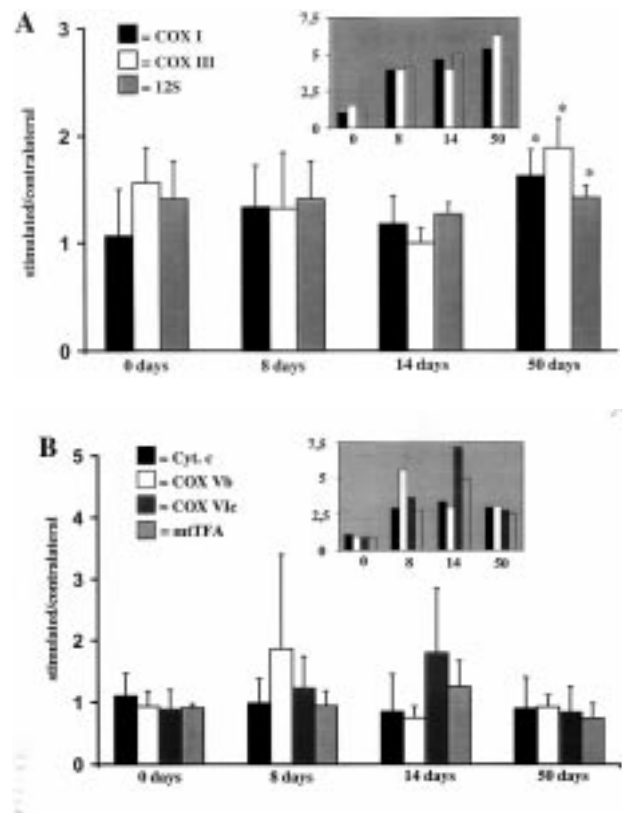 A
3
2
1
0
stimulated/contralateral
= COX I
= COX III
= 12S
7,5
5
2,5
0
0 8 14 50
* * *
0 days 8 days 14 days 50 days
B
5
4
3
2
1
0
stimulated/contralateral
= Cyt. c
= COX Vb
= COX VIc
= mtTFA
7,5
5
2,5
0
0 8 14 50
0 days 8 days 14 days 50 days